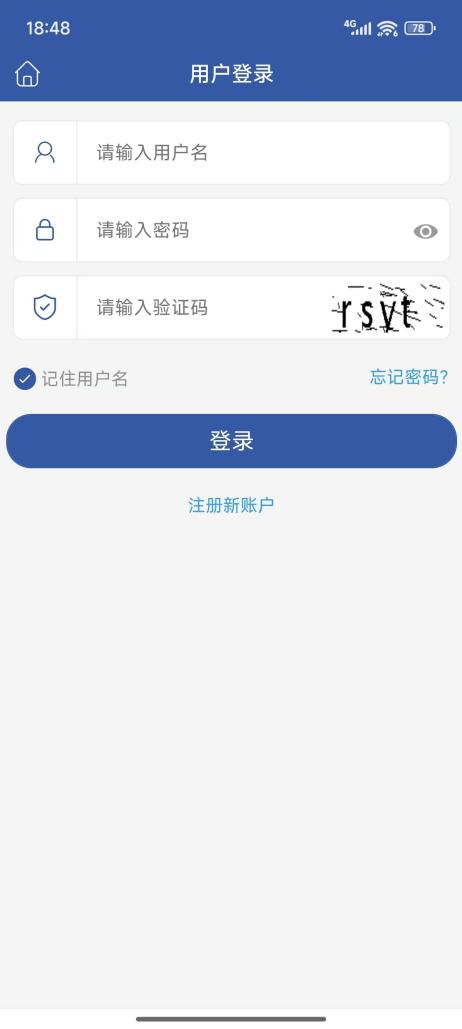 18:48
4G
78
用户登录
请输入用户名
请输入密码
请输入验证码
rsyt
记住用户名
忘记密码?
登录
注册新账户